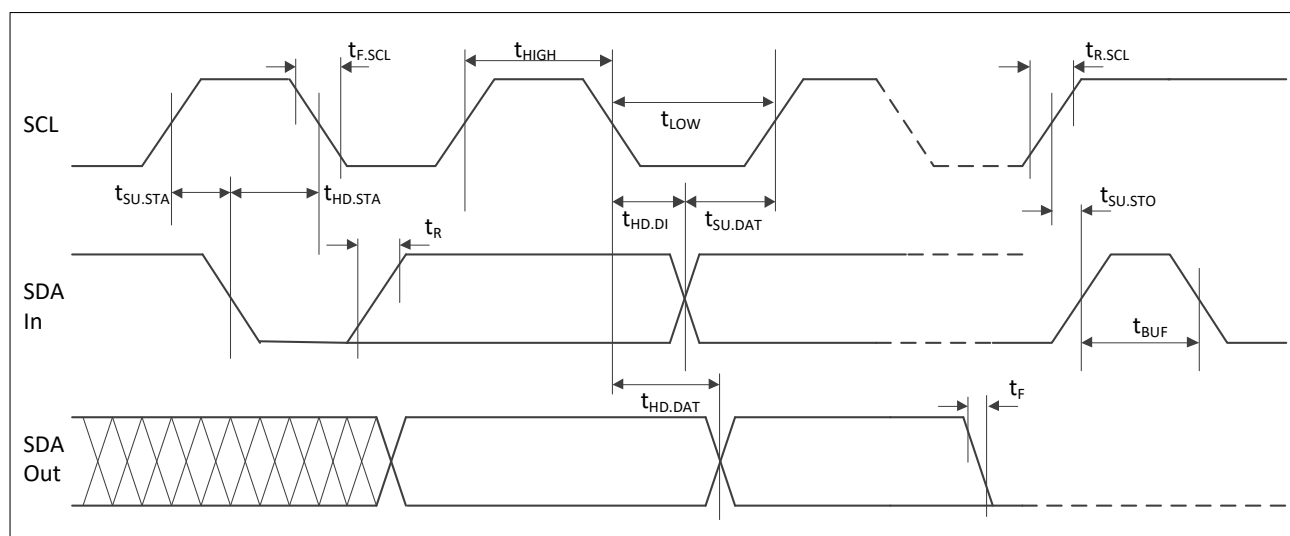 tF.SCL
tHIGH
tR.SCL
SCL
tLOW
tSU.STA
tHD.STA
tHD.DI
tSU.DAT
tSU.STO
tR
SDA
In
tBUF
tHD.DAT
tF
SDA
Out